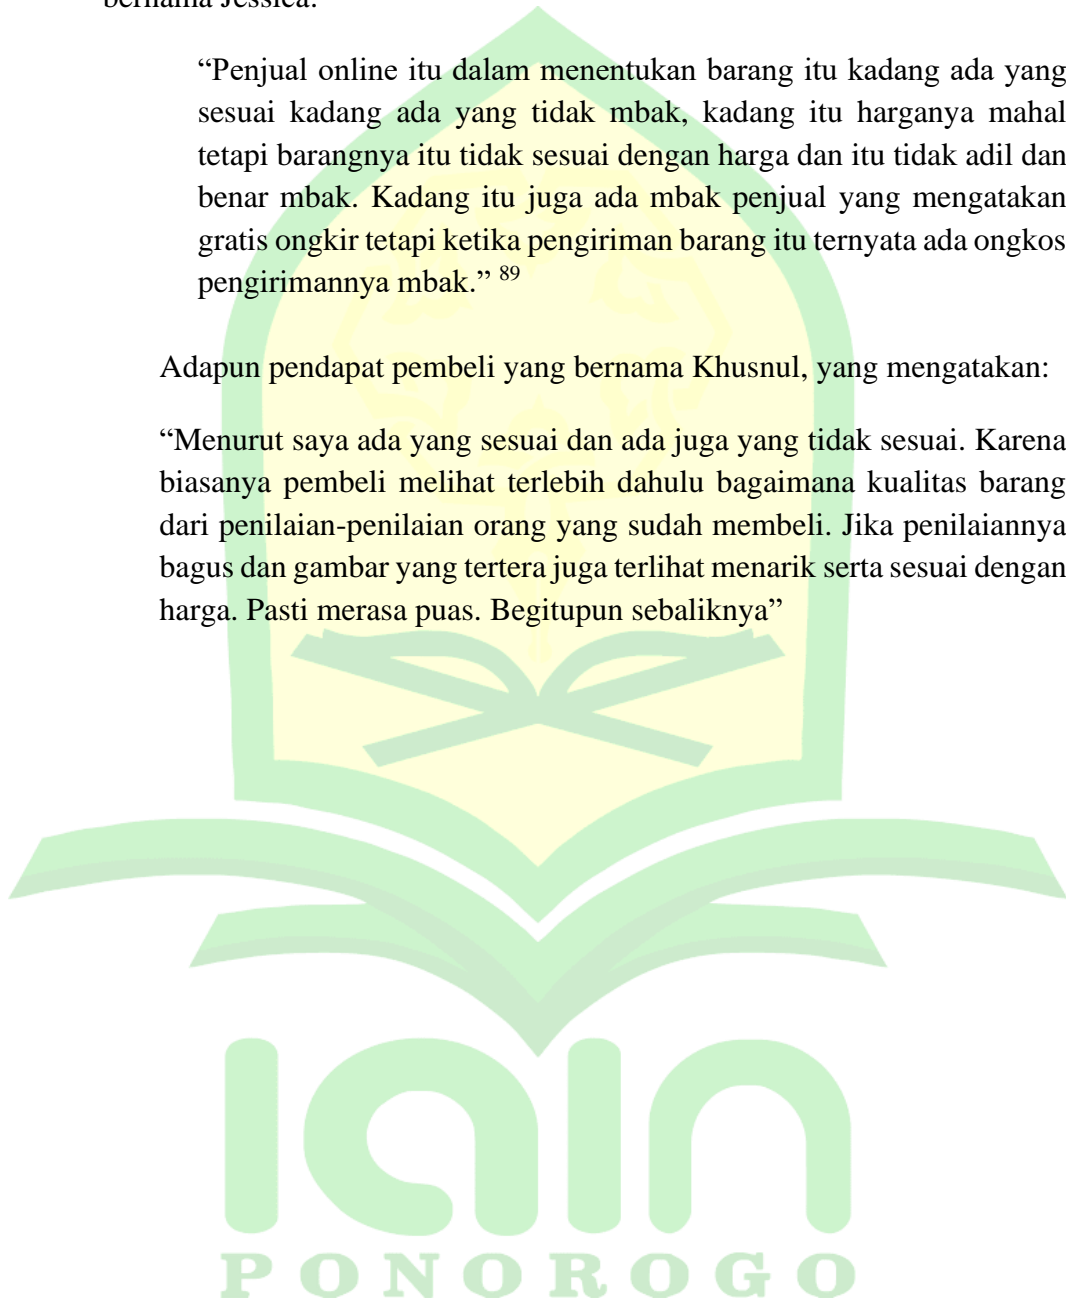 bernama Jessica:
“Penjual online itu dalam menentukan barang itu kadang ada yang
sesuai kadang ada yang tidak mbak, kadang itu harganya mahal
tetapi barangnya itu tidak sesuai dengan harga dan itu tidak adil dan
benar mbak. Kadang itu juga ada mbak penjual yang mengatakan
gratis ongkir tetapi ketika pengiriman barang itu ternyata ada ongkos
pengirimannya mbak.” 89
Adapun pendapat pembeli yang bernama Khusnul, yang mengatakan:
“Menurut saya ada yang sesuai dan ada juga yang tidak sesuai. Karena
biasanya pembeli melihat terlebih dahulu bagaimana kualitas barang
dari penilaian-penilaian orang yang sudah membeli. Jika penilaiannya
bagus dan gambar yang tertera juga terlihat menarik serta sesuai dengan
harga. Pasti merasa puas. Begitupun sebaliknya”
iain
PONOROGO